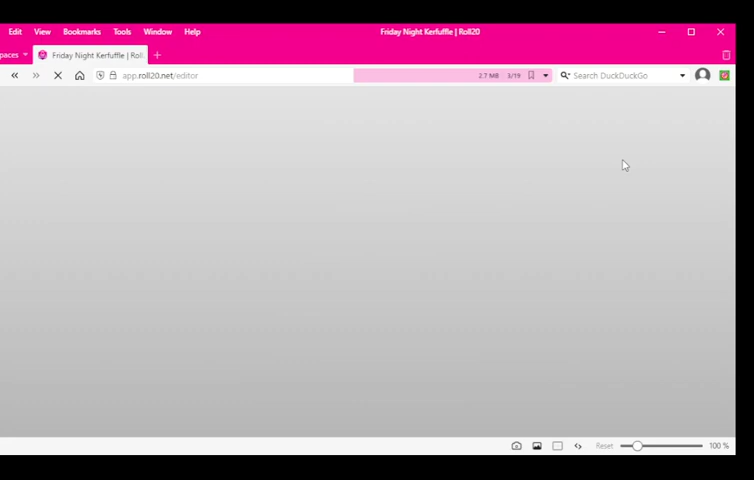 Edit View Bookmarks Tools Window Help Friday Night Kerfuffle | Roll20
paces Friday Night Kerfuffle | Roll
app.roll20.net/editor 2.7 MB 3/19 Search DuckDuckGo
Reset 100 %